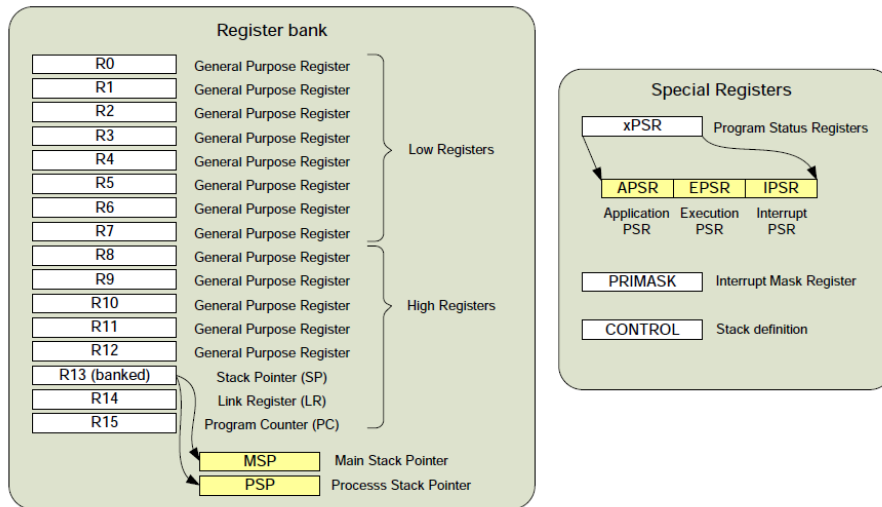 Register bank
R0 General Purpose Register
R1 General Purpose Register
R2 General Purpose Register
R3 General Purpose Register
R4 General Purpose Register
Low Registers
R5 General Purpose Register
R6 General Purpose Register
R7 General Purpose Register
R8 General Purpose Register
R9 General Purpose Register
R10 General Purpose Register
High Registers
R11 General Purpose Register
R12 General Purpose Register
R13 (banked) Stack Pointer (SP)
R14 Link Register (LR)
R15 Program Counter (PC)
MSP Main Stack Pointer
PSP Processs Stack Pointer
Special Registers
xPSR Program Status Registers
APSR EPSR IPSR
Application Execution Interrupt
PSR PSR PSR
PRIMASK Interrupt Mask Register
CONTROL Stack definition